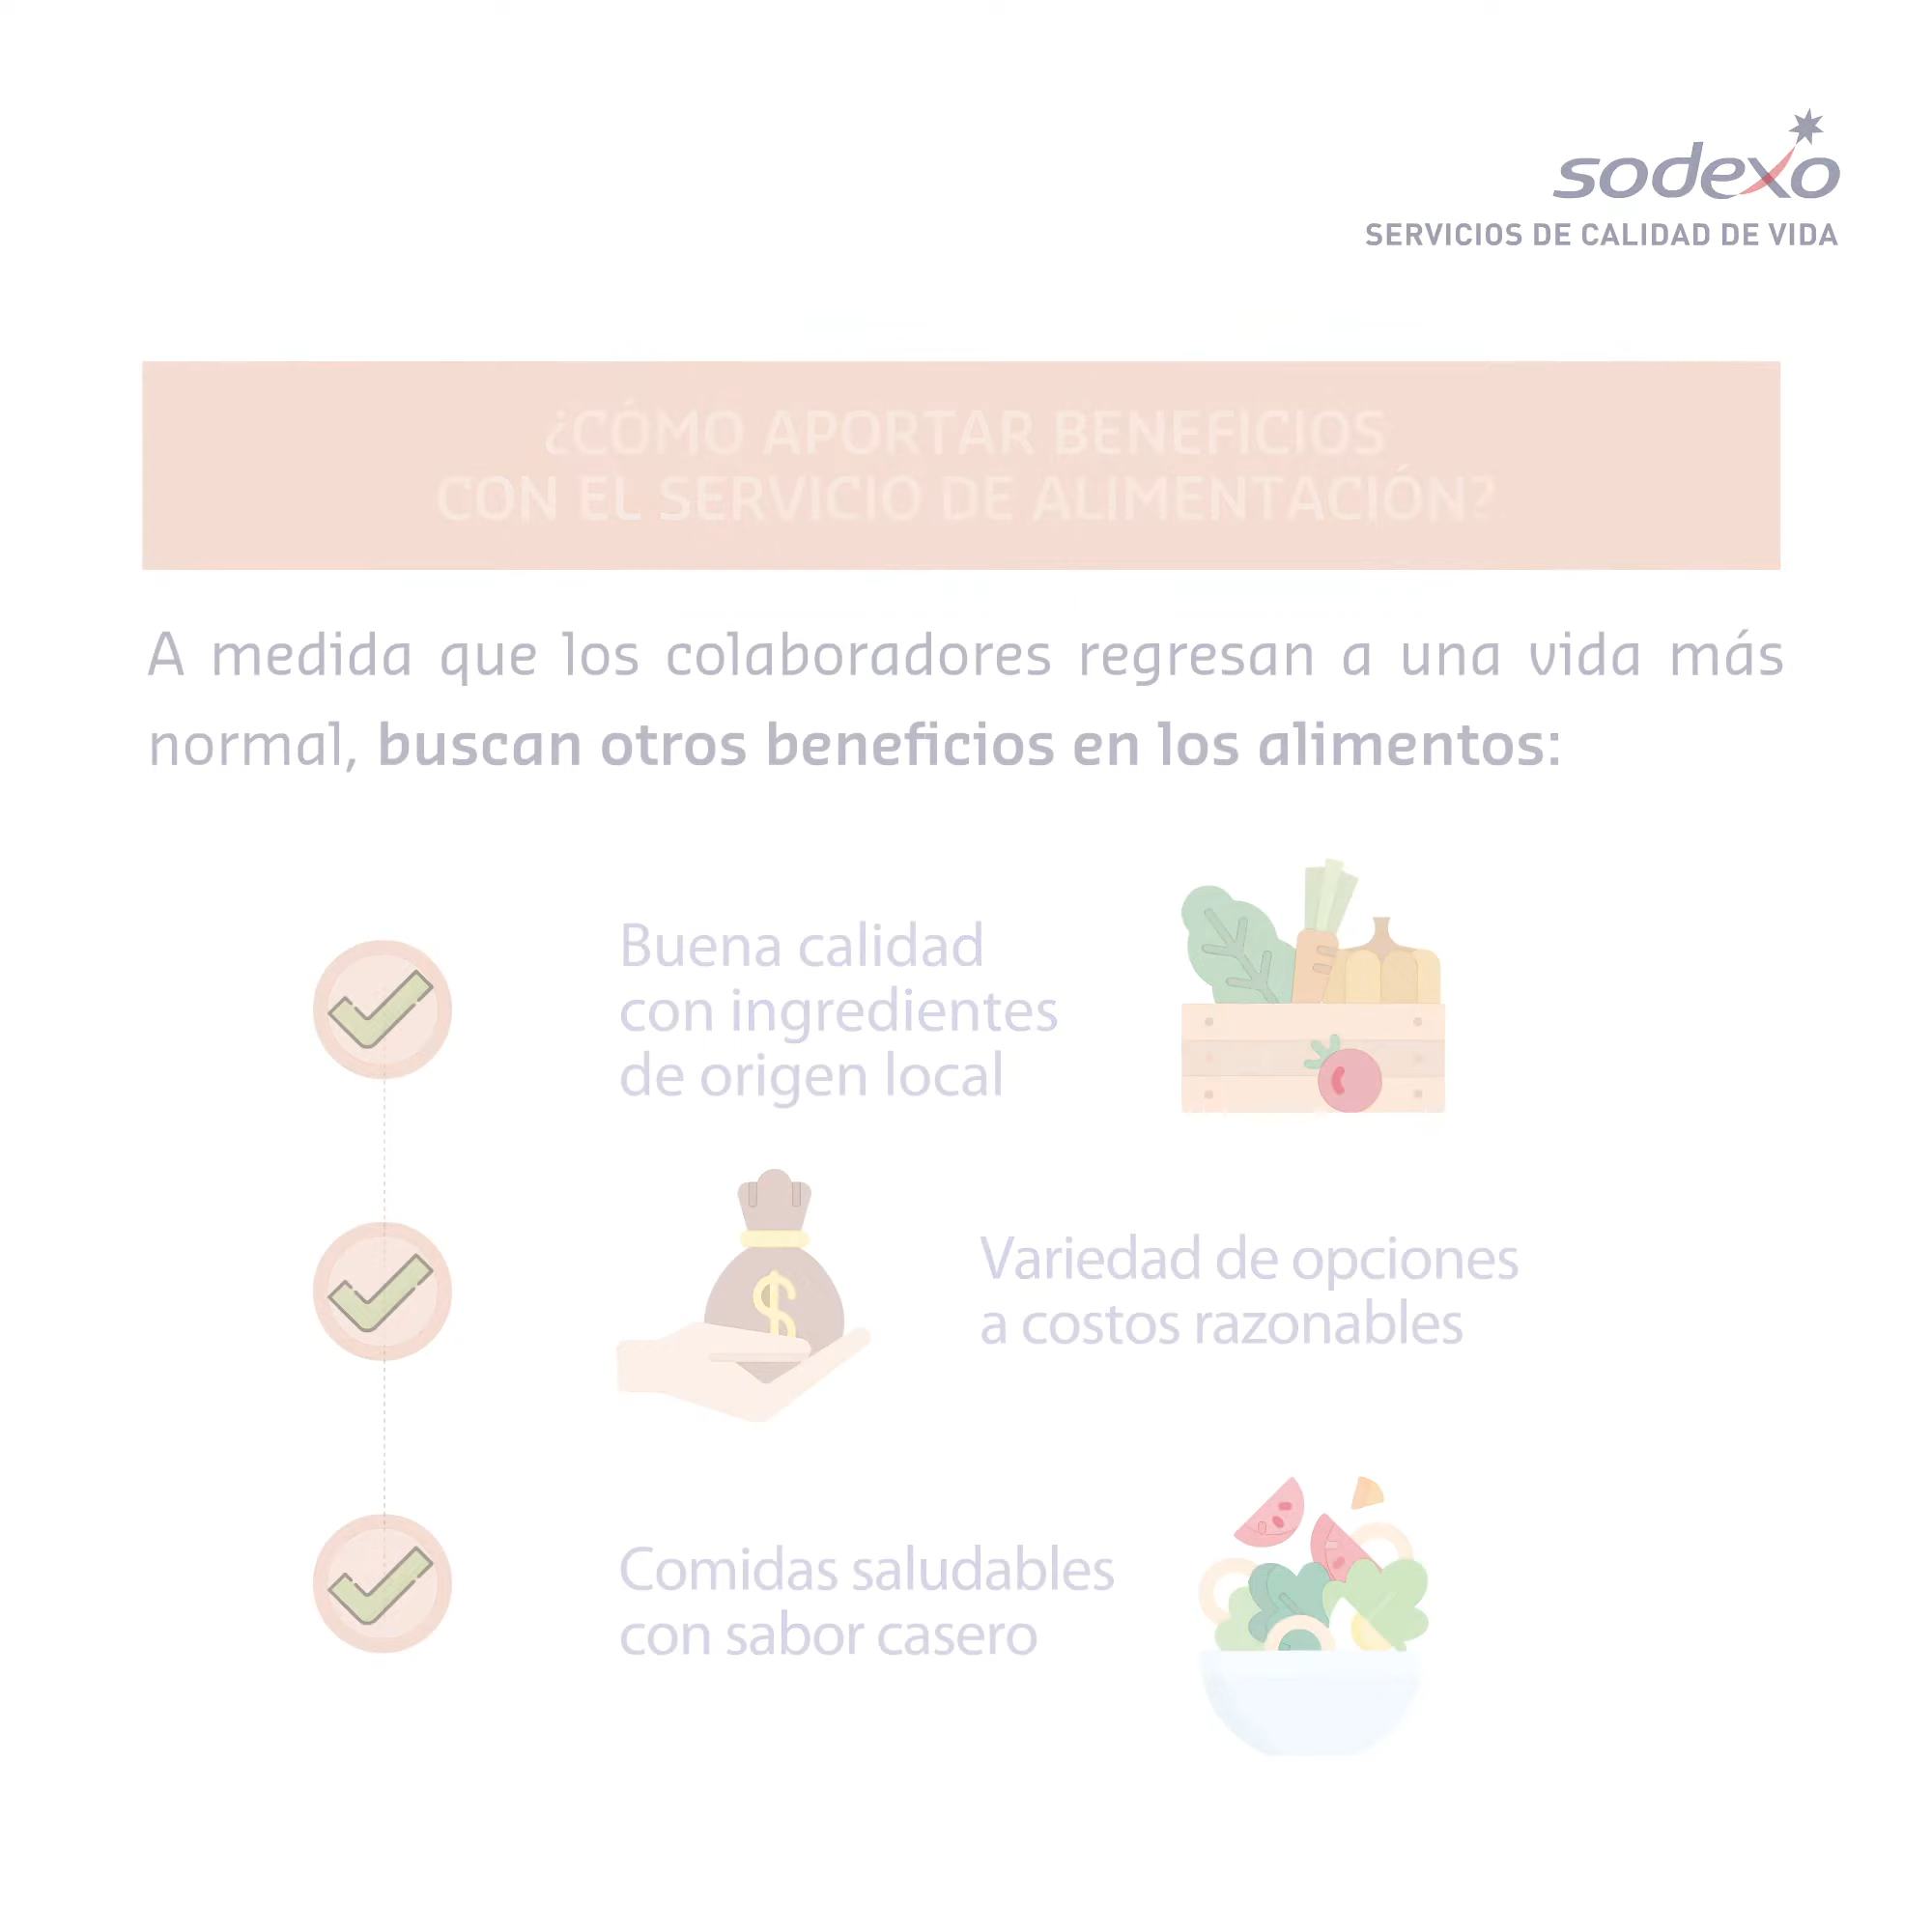 sodexo
SERVICIOS DE CALIDAD DE VIDA
¿CÓMO APORTAR BENEFICIOS
CON EL SERVICIO DE ALIMENTACIÓN?
A medida que los colaboradores regresan a una vida más
normal, buscan otros beneficios en los alimentos:
Buena calidad
con ingredientes
de origen local
$
Variedad de opciones
a costos razonables
Comidas saludables
con sabor casero